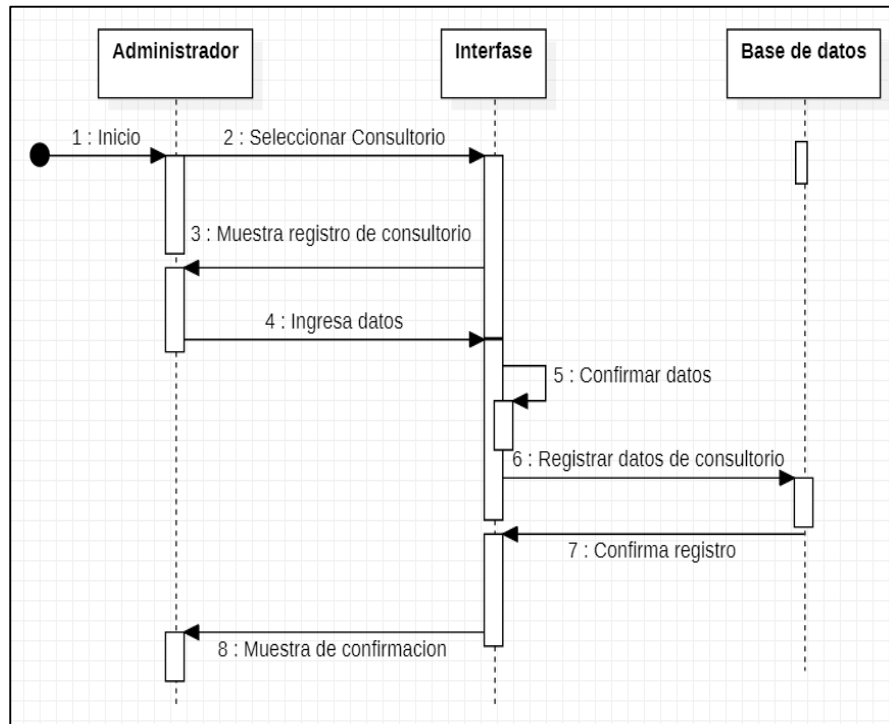 Administrador
Interfase
Base de datos
1 : Inicio
2 : Seleccionar Consultorio
3 : Muestra registro de consultorio
4 : Ingresa datos
5 : Confirmar datos
6 : Registrar datos de consultorio
7 : Confirma registro
8 : Muestra de confirmacion